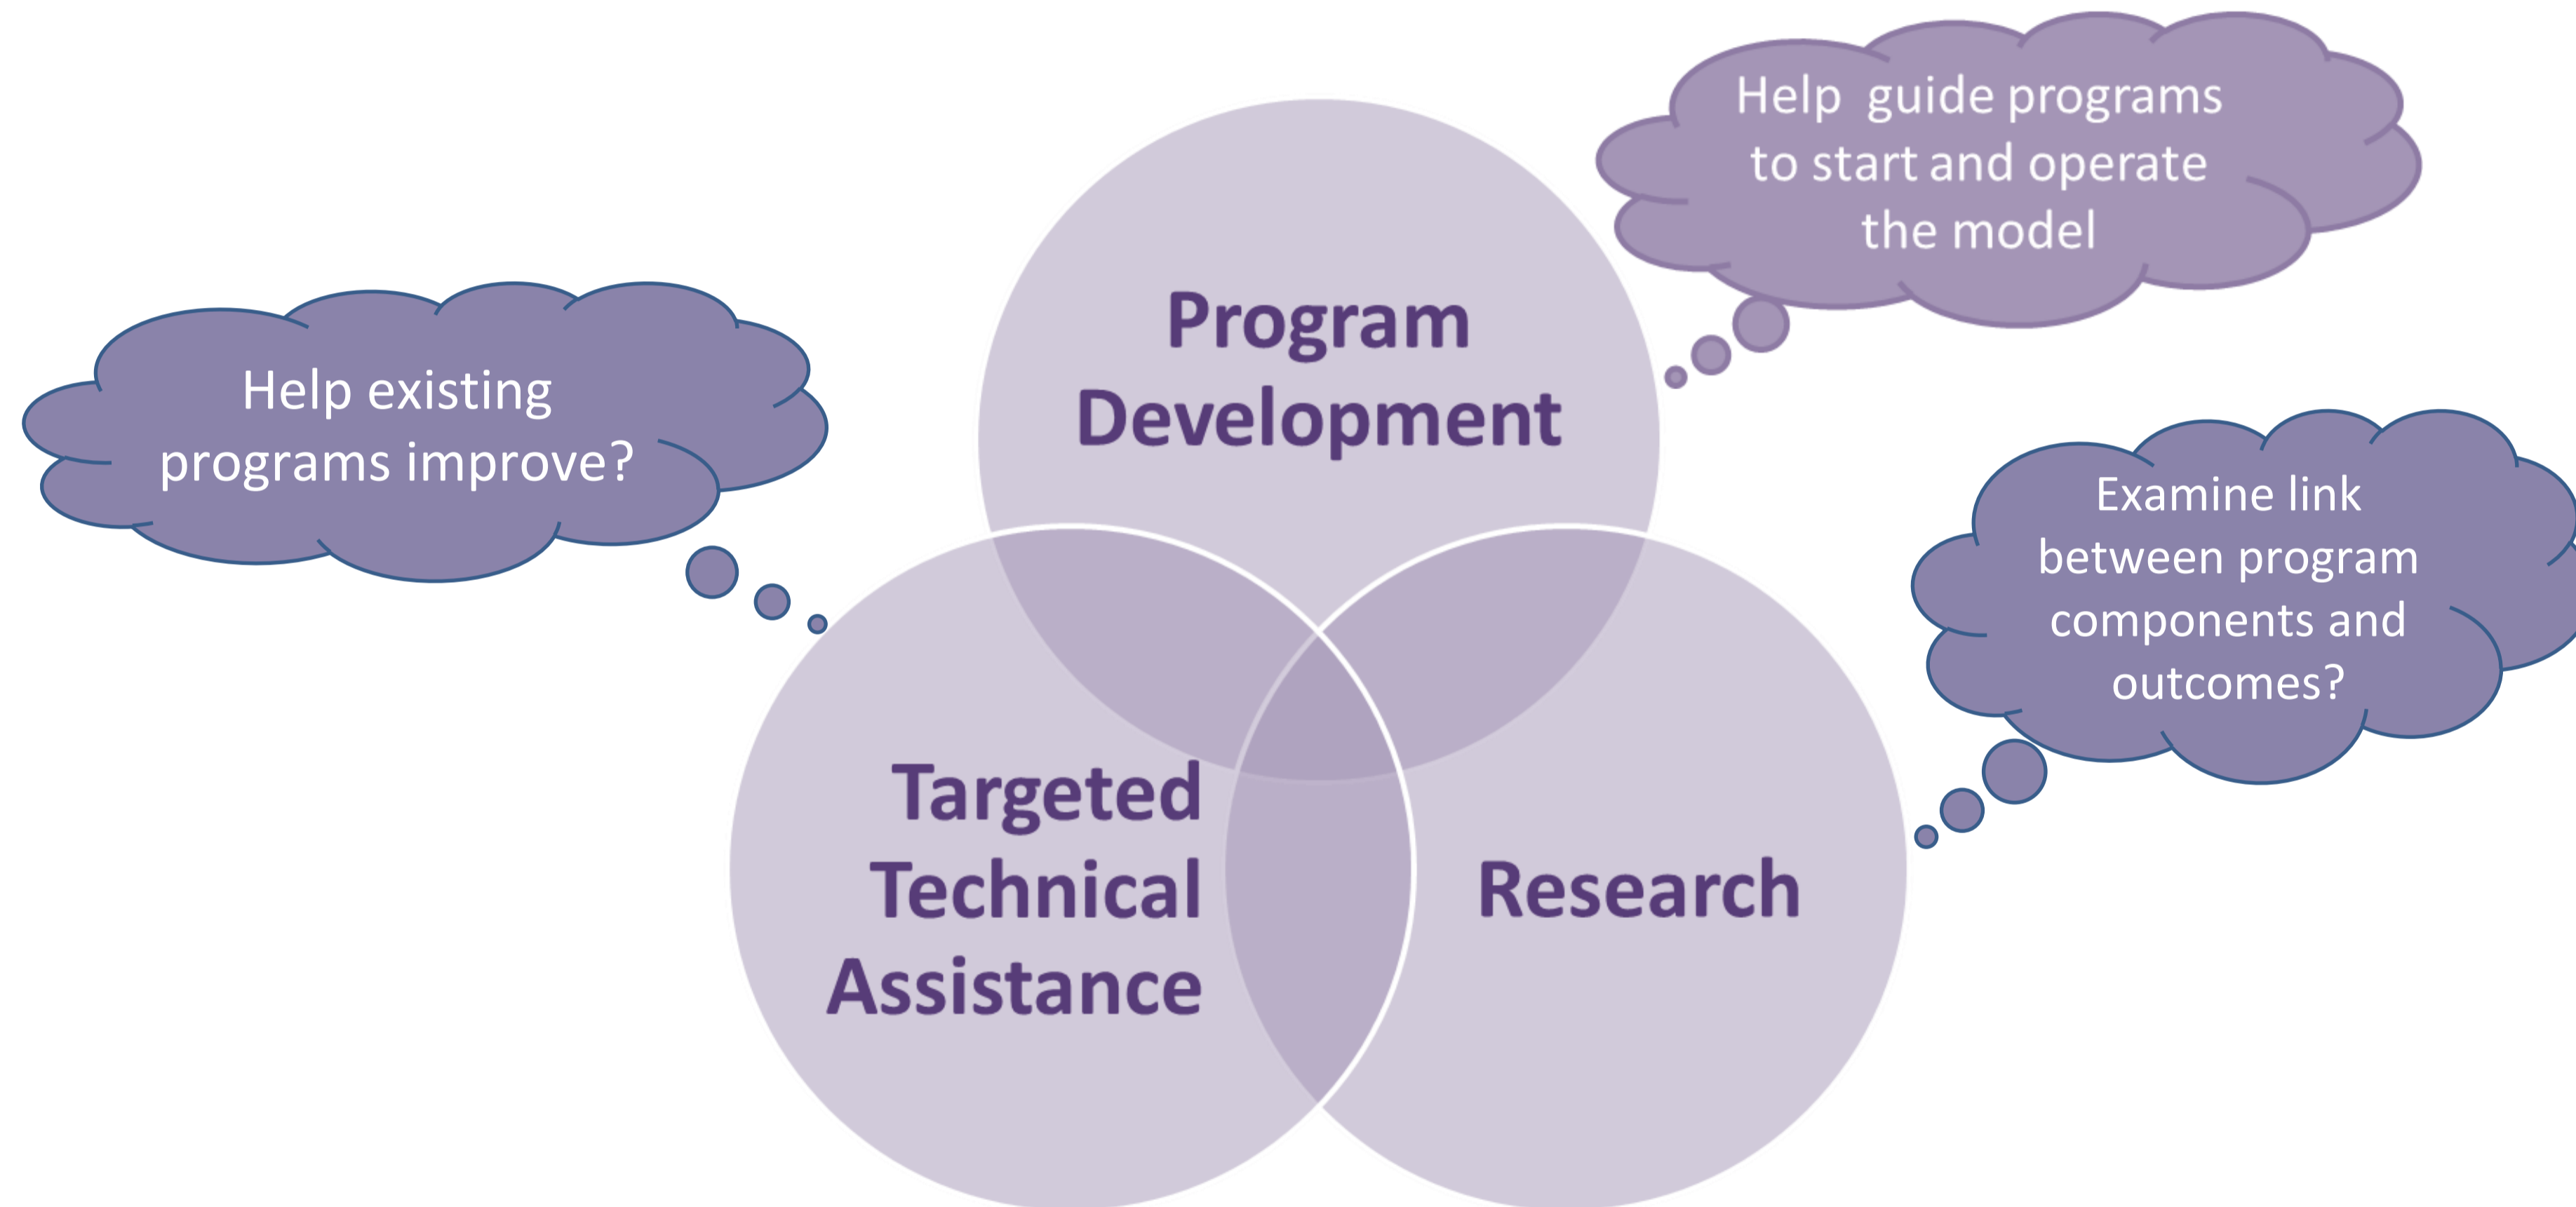 Help guide programs
to start and operate
the model
Program
Development
Help existing
programs improve?
Examine link
between program
components and
outcomes?
Targeted
Technical
Assistance
Research